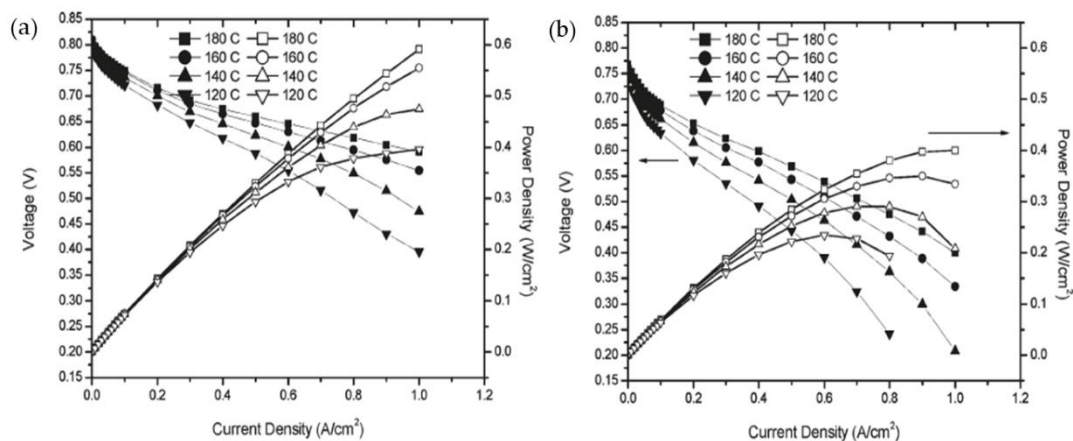 (a)
0.85
0.80
0.75
0.70
0.65
0.60
0.55
0.50
0.45
0.40
0.35
0.30
0.25
0.20
0.15
Voltage (V)
180 C 180 C
160 C 160 C
140 C 140 C
120 C 120 C
0.6
0.5
0.4
0.3
0.2
0.1
0.0
Power Density (W/cm²)
0.0 0.2 0.4 0.6 0.8 1.0 1.2
Current Density (A/cm²)
(b)
0.85
0.80
0.75
0.70
0.65
0.60
0.55
0.50
0.45
0.40
0.35
0.30
0.25
0.20
0.15
Voltage (V)
180 C 180 C
160 C 160 C
140 C 140 C
120 C 120 C
0.6
0.5
0.4
0.3
0.2
0.1
0.0
Power Density (W/cm²)
0.0 0.2 0.4 0.6 0.8 1.0 1.2
Current Density (A/cm²)